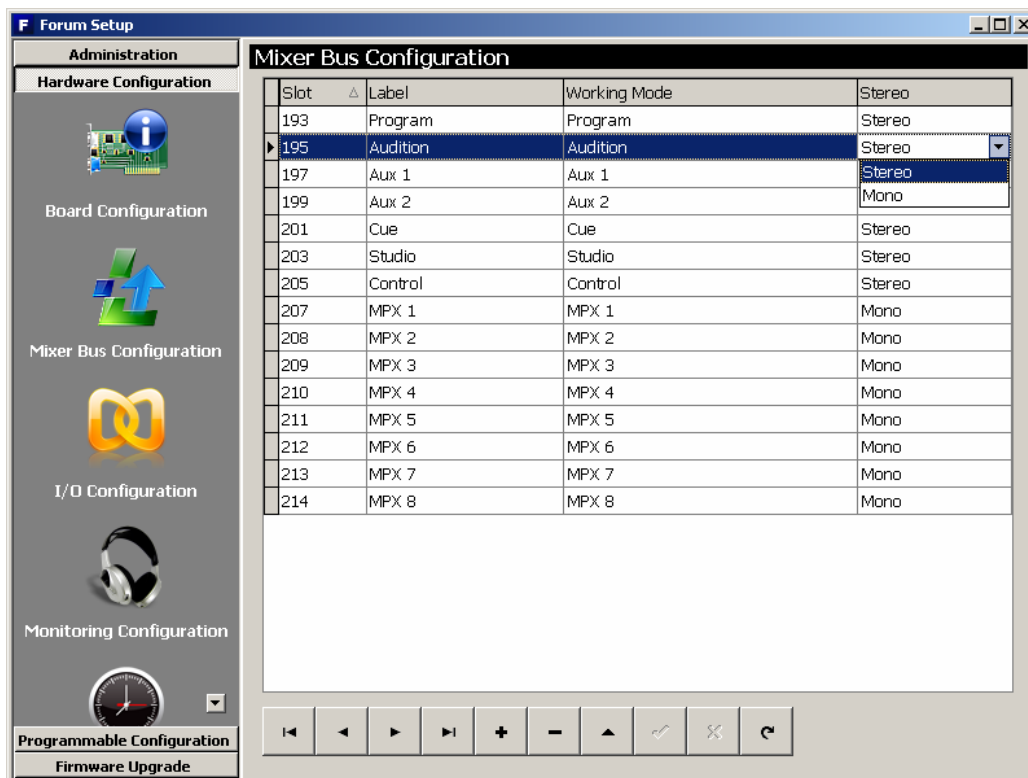 F Forum Setup
Administration
Hardware Configuration
Board Configuration
Mixer Bus Configuration
I/O Configuration
Monitoring Configuration
Programmable Configuration
Firmware Upgrade
Mixer Bus Configuration
Slot Label Working Mode Stereo
193 Program Program Stereo
195 Audition Audition Stereo
197 Aux 1 Aux 1 Stereo
199 Aux 2 Aux 2 Mono
201 Cue Cue Stereo
203 Studio Studio Stereo
205 Control Control Stereo
207 MPX 1 MPX 1 Mono
208 MPX 2 MPX 2 Mono
209 MPX 3 MPX 3 Mono
210 MPX 4 MPX 4 Mono
211 MPX 5 MPX 5 Mono
212 MPX 6 MPX 6 Mono
213 MPX 7 MPX 7 Mono
214 MPX 8 MPX 8 Mono